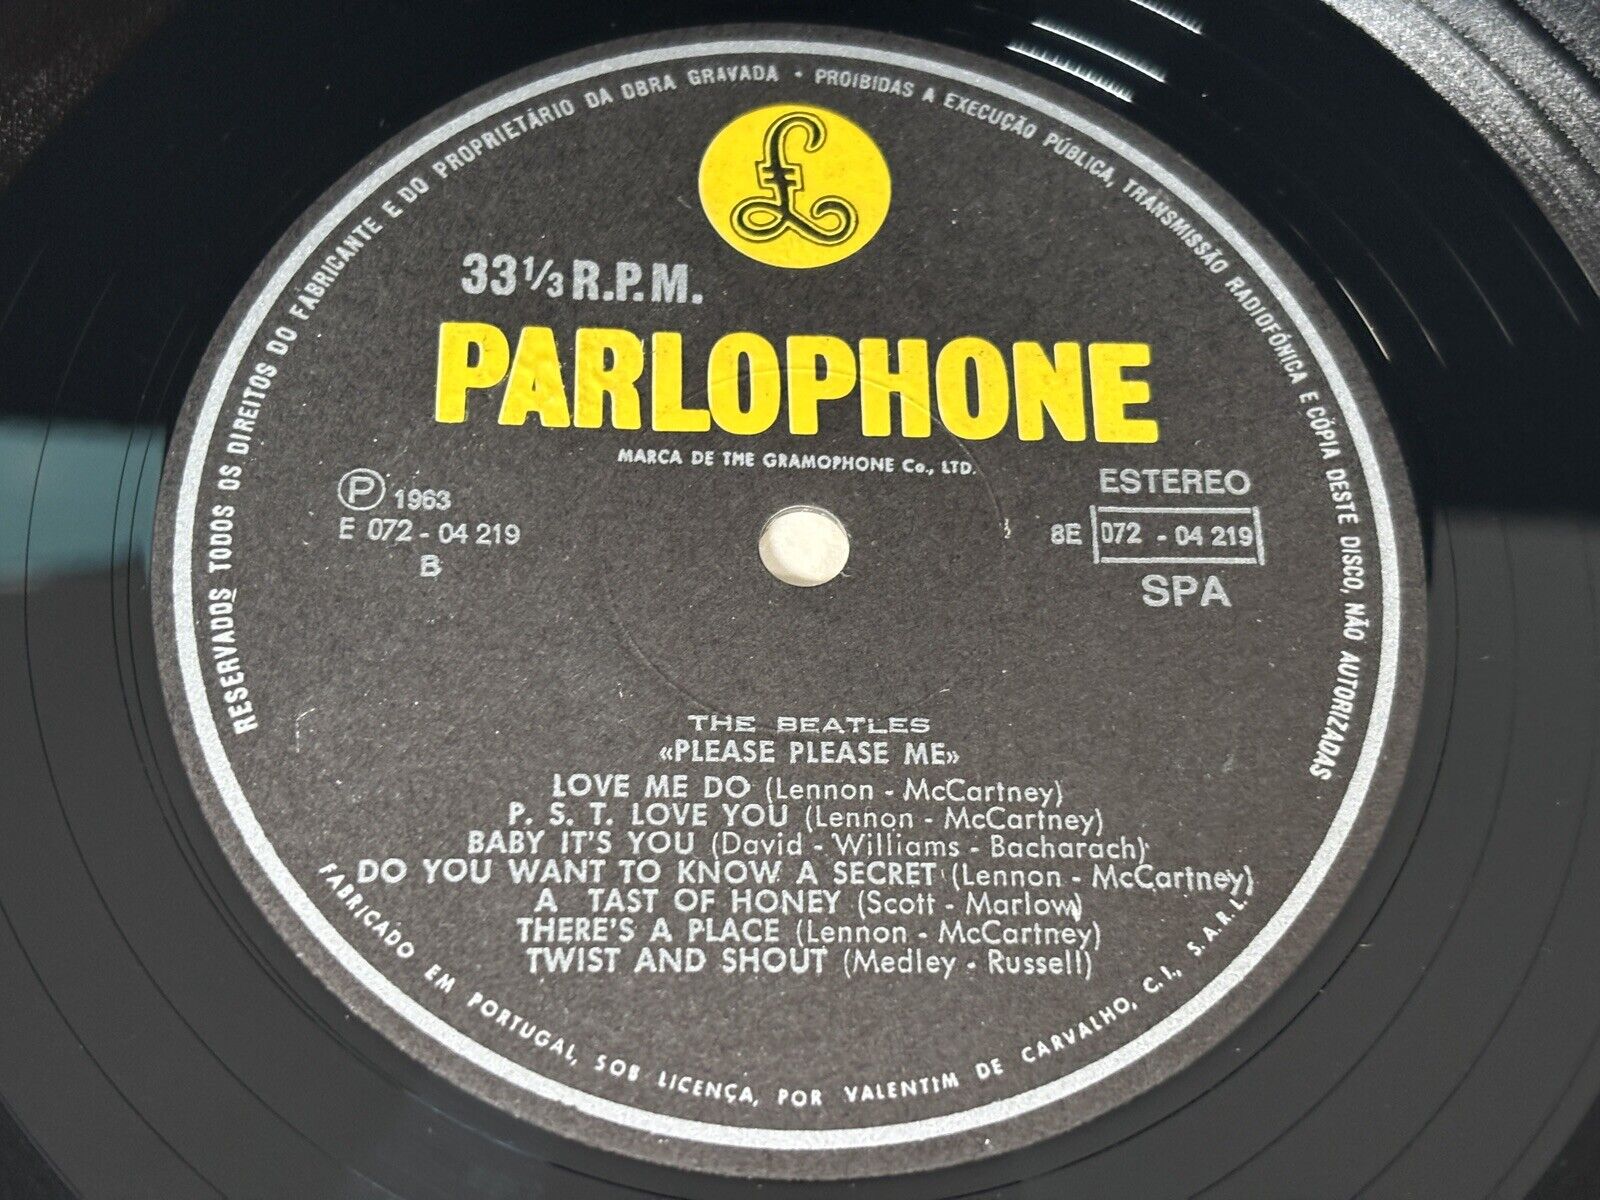 RESERVADOS TODOS OS DIREITOS DO FABRICANTE E DO PROPRIETÁRIO DA OBRA GRAVADA • PROIBIDAS A EXECUÇÃO PÚBLICA, TRANSMISSÃO RADIOFÓNICA E CÓPIA DESTE DISCO, NÃO AUTORIZADAS
33 1/3 R.P.M.
PARLOPHONE
MARCA DE THE GRAMOPHONE Co., LTD.
Ⓟ 1963
E 072 - 04 219
B
ESTEREO
8E 072 - 04 219
SPA
THE BEATLES
«PLEASE PLEASE ME»
LOVE ME DO (Lennon - McCartney)
P. S. T. LOVE YOU (Lennon - McCartney)
BABY IT'S YOU (David - Williams - Bacharach)
DO YOU WANT TO KNOW A SECRET (Lennon - McCartney)
A TAST OF HONEY (Scott - Marlow)
THERE'S A PLACE (Lennon - McCartney)
TWIST AND SHOUT (Medley - Russell)
FABRICADO EM PORTUGAL, SOB LICENÇA, POR VALENTIM DE CARVALHO, C. I., S. A. R. L.